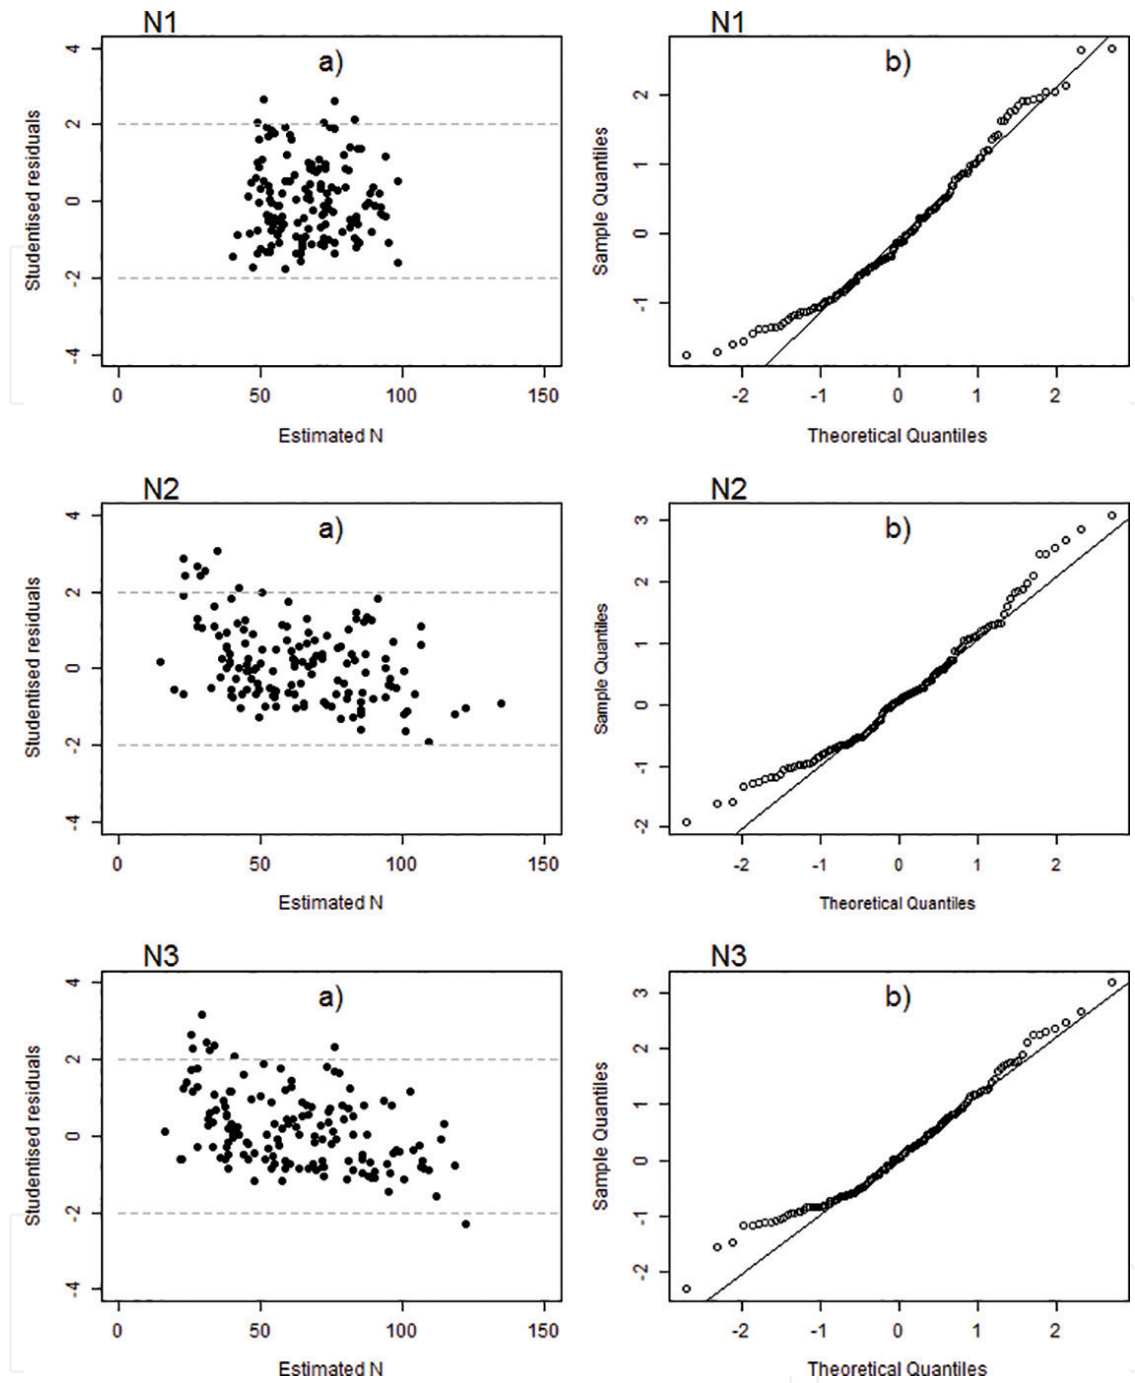 N1
a)
4
2
0
-2
-4
Studentised residuals
0 50 100 150
Estimated N
N1
b)
2
1
0
-1
Sample Quantiles
-2 -1 0 1 2
Theoretical Quantiles
N2
a)
4
2
0
-2
-4
Studentised residuals
0 50 100 150
Estimated N
N2
b)
3
2
1
0
-1
-2
Sample Quantiles
-2 -1 0 1 2
Theoretical Quantiles
N3
a)
4
2
0
-2
-4
Studentised residuals
0 50 100 150
Estimated N
N3
b)
3
2
1
0
-1
-2
Sample Quantiles
-2 -1 0 1 2
Theoretical Quantiles